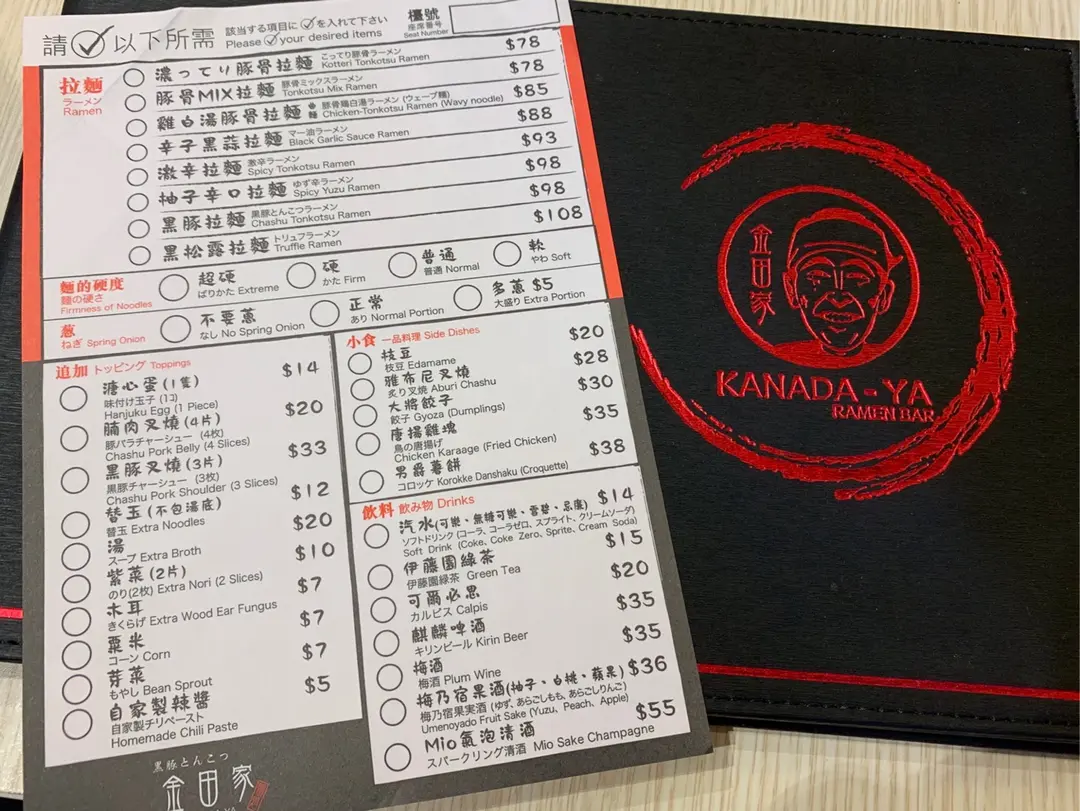 請 以下所需
該当する項目に を入れて下さい
Please your desired items
檯號
座席番号
Seat Number
拉麵
ラーメン
Ramen
濃ってり豚骨拉麵 こってり豚骨ラーメン $78
Kotteri Tonkotsu Ramen
豚骨MIX拉麵 豚骨ミックスラーメン $78
Tonkotsu Mix Ramen
雞白湯豚骨拉麵 豚骨鶏白湯ラーメン (ウェーブ麺) $85
Chicken-Tonkotsu Ramen (Wavy noodle)
辛子黑蒜拉麵 マー油ラーメン $88
Black Garlic Sauce Ramen
激辛拉麵 激辛ラーメン $93
Spicy Tonkotsu Ramen
柚子辛口拉麵 ゆず辛ラーメン $98
Spicy Yuzu Ramen
黑豚拉麵 黒豚とんこつラーメン $98
Chashu Tonkotsu Ramen
黑松露拉麵 トリュフラーメン $108
Truffle Ramen
麵的硬度
麺の硬さ
Firmness of Noodles
超硬
ばりかた Extreme
硬
かた Firm
普通
普通 Normal
軟
やわ Soft
蔥
ねぎ Spring Onion
不要蔥
なし No Spring Onion
正常
あり Normal Portion
多蔥 $5
大盛り Extra Portion
追加 トッピング Toppings
溏心蛋(1隻) $14
味付け玉子 (1コ)
Hanjuku Egg (1 Piece)
腩肉叉燒(4片) $20
豚バラチャーシュー (4枚)
Chashu Pork Belly (4 Slices)
黑豚叉燒(3片) $33
黒豚チャーシュー (3枚)
Chashu Pork Shoulder (3 Slices)
替玉(不包湯底) $12
替玉 Extra Noodles
湯 $20
スープ Extra Broth
紫菜(2片) $10
のり(2枚) Extra Nori (2 Slices)
木耳 $7
きくらげ Extra Wood Ear Fungus
粟米 $7
コーン Corn
芽菜 $7
もやし Bean Sprout
自家製辣醬 $5
自家製チリペースト
Homemade Chili Paste
黒豚とんこつ
金田家
小食 一品料理 Side Dishes
枝豆 $20
枝豆 Edamame
雅布尼叉燒 $28
炙り叉焼 Aburi Chashu
大將餃子 $30
餃子 Gyoza (Dumplings)
唐揚雞塊 $35
鳥の唐揚げ
Chicken Karaage (Fried Chicken)
男爵薯餅 $38
コロッケ Korokke Danshaku (Croquette)
飲料 飲み物 Drinks
汽水(可樂、無糖可樂、雪碧、忌廉) $14
ソフトドリンク (コーラ、コーラゼロ、スプライト、クリームソーダ)
Soft Drink (Coke, Coke Zero, Sprite, Cream Soda)
伊藤園綠茶 $15
伊藤園緑茶 Green Tea
可爾必思 $20
カルピス Calpis
麒麟啤酒 $35
キリンビール Kirin Beer
梅酒 $35
梅酒 Plum Wine
梅乃宿果酒(柚子、白桃、蘋果) $36
梅乃宿果実酒 (ゆず、あらごしもも、あらごしりんご)
Umenoyado Fruit Sake (Yuzu, Peach, Apple)
Mio氣泡清酒 $55
スパークリング清酒 Mio Sake Champagne
金田家
KANADA-YA
RAMEN BAR